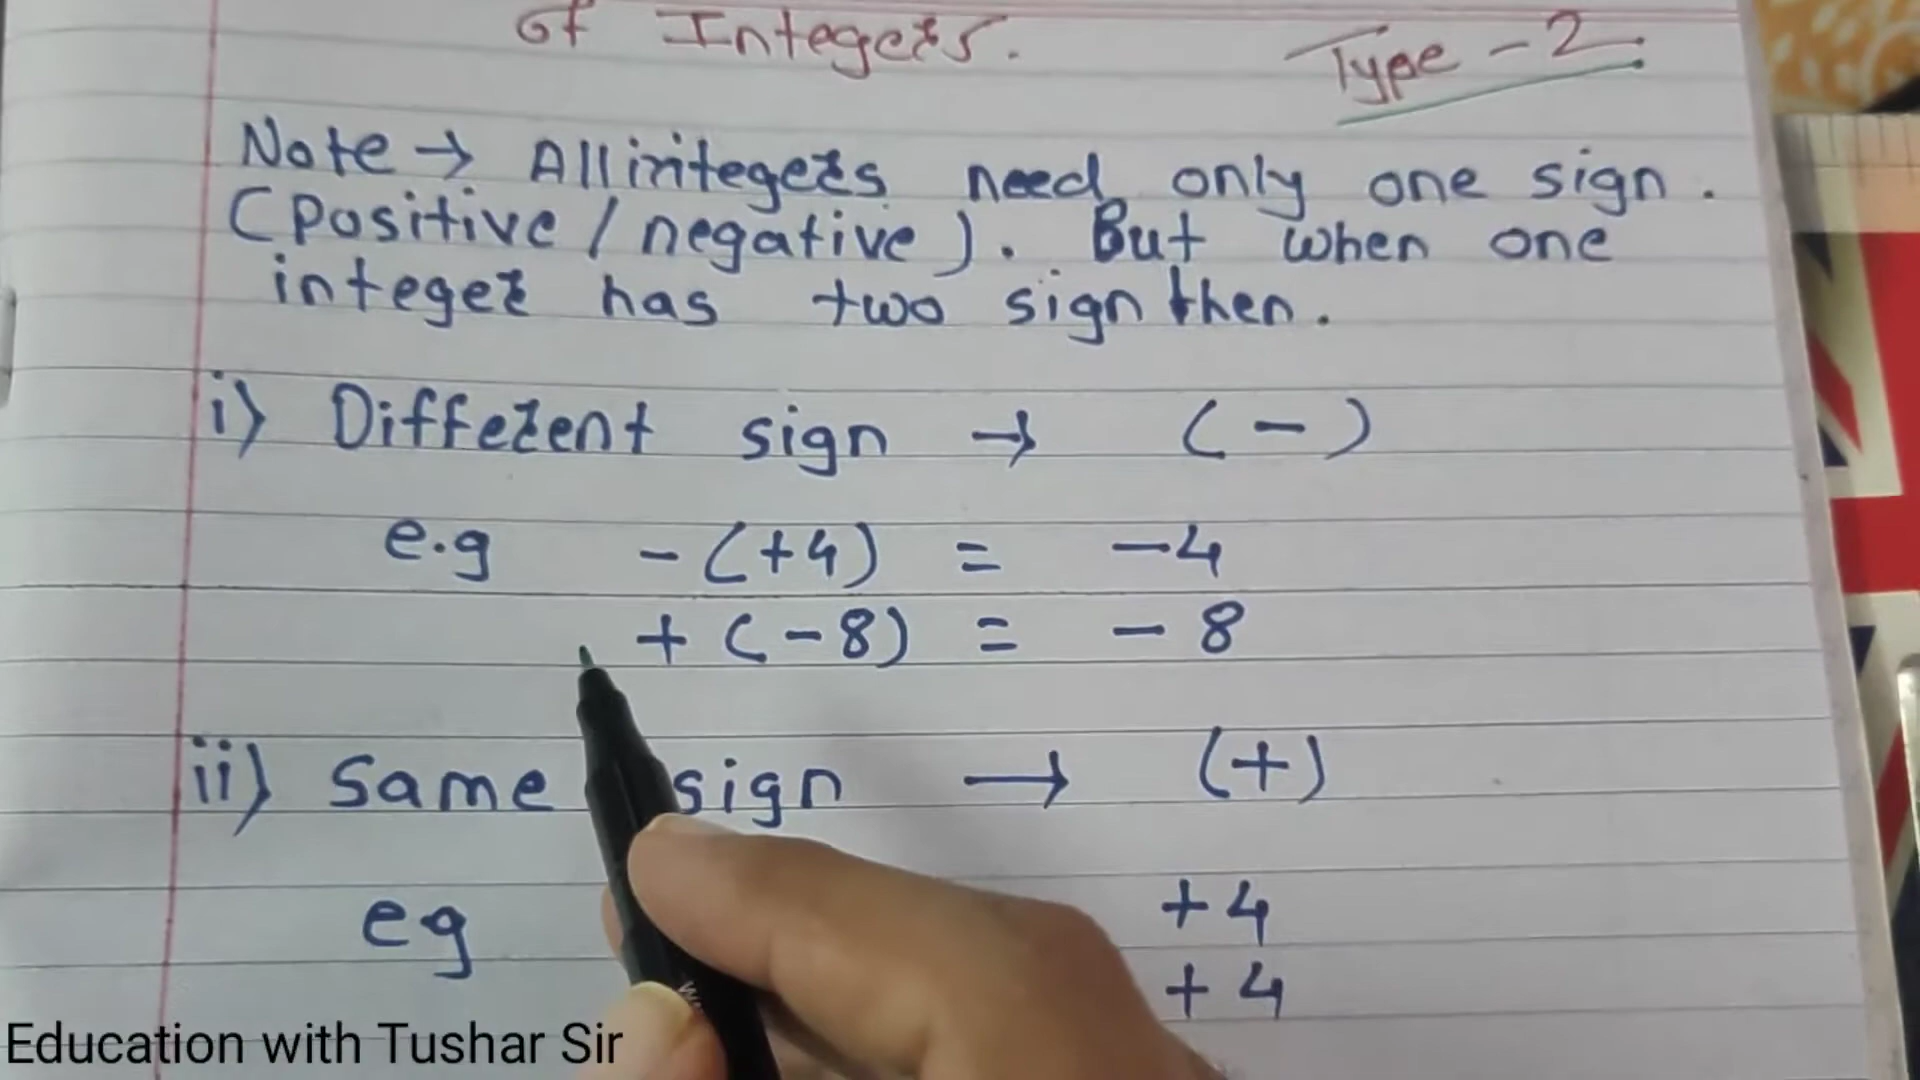 of Integers.
Type - 2.
Note → All integers need only one sign.
(Positive / negative). But when one
integer has two sign then.
i) Different sign → (-)
e.g -(+4) = -4
+(-8) = -8
ii) Same sign → (+)
eg +4
+4
Education with Tushar Sir